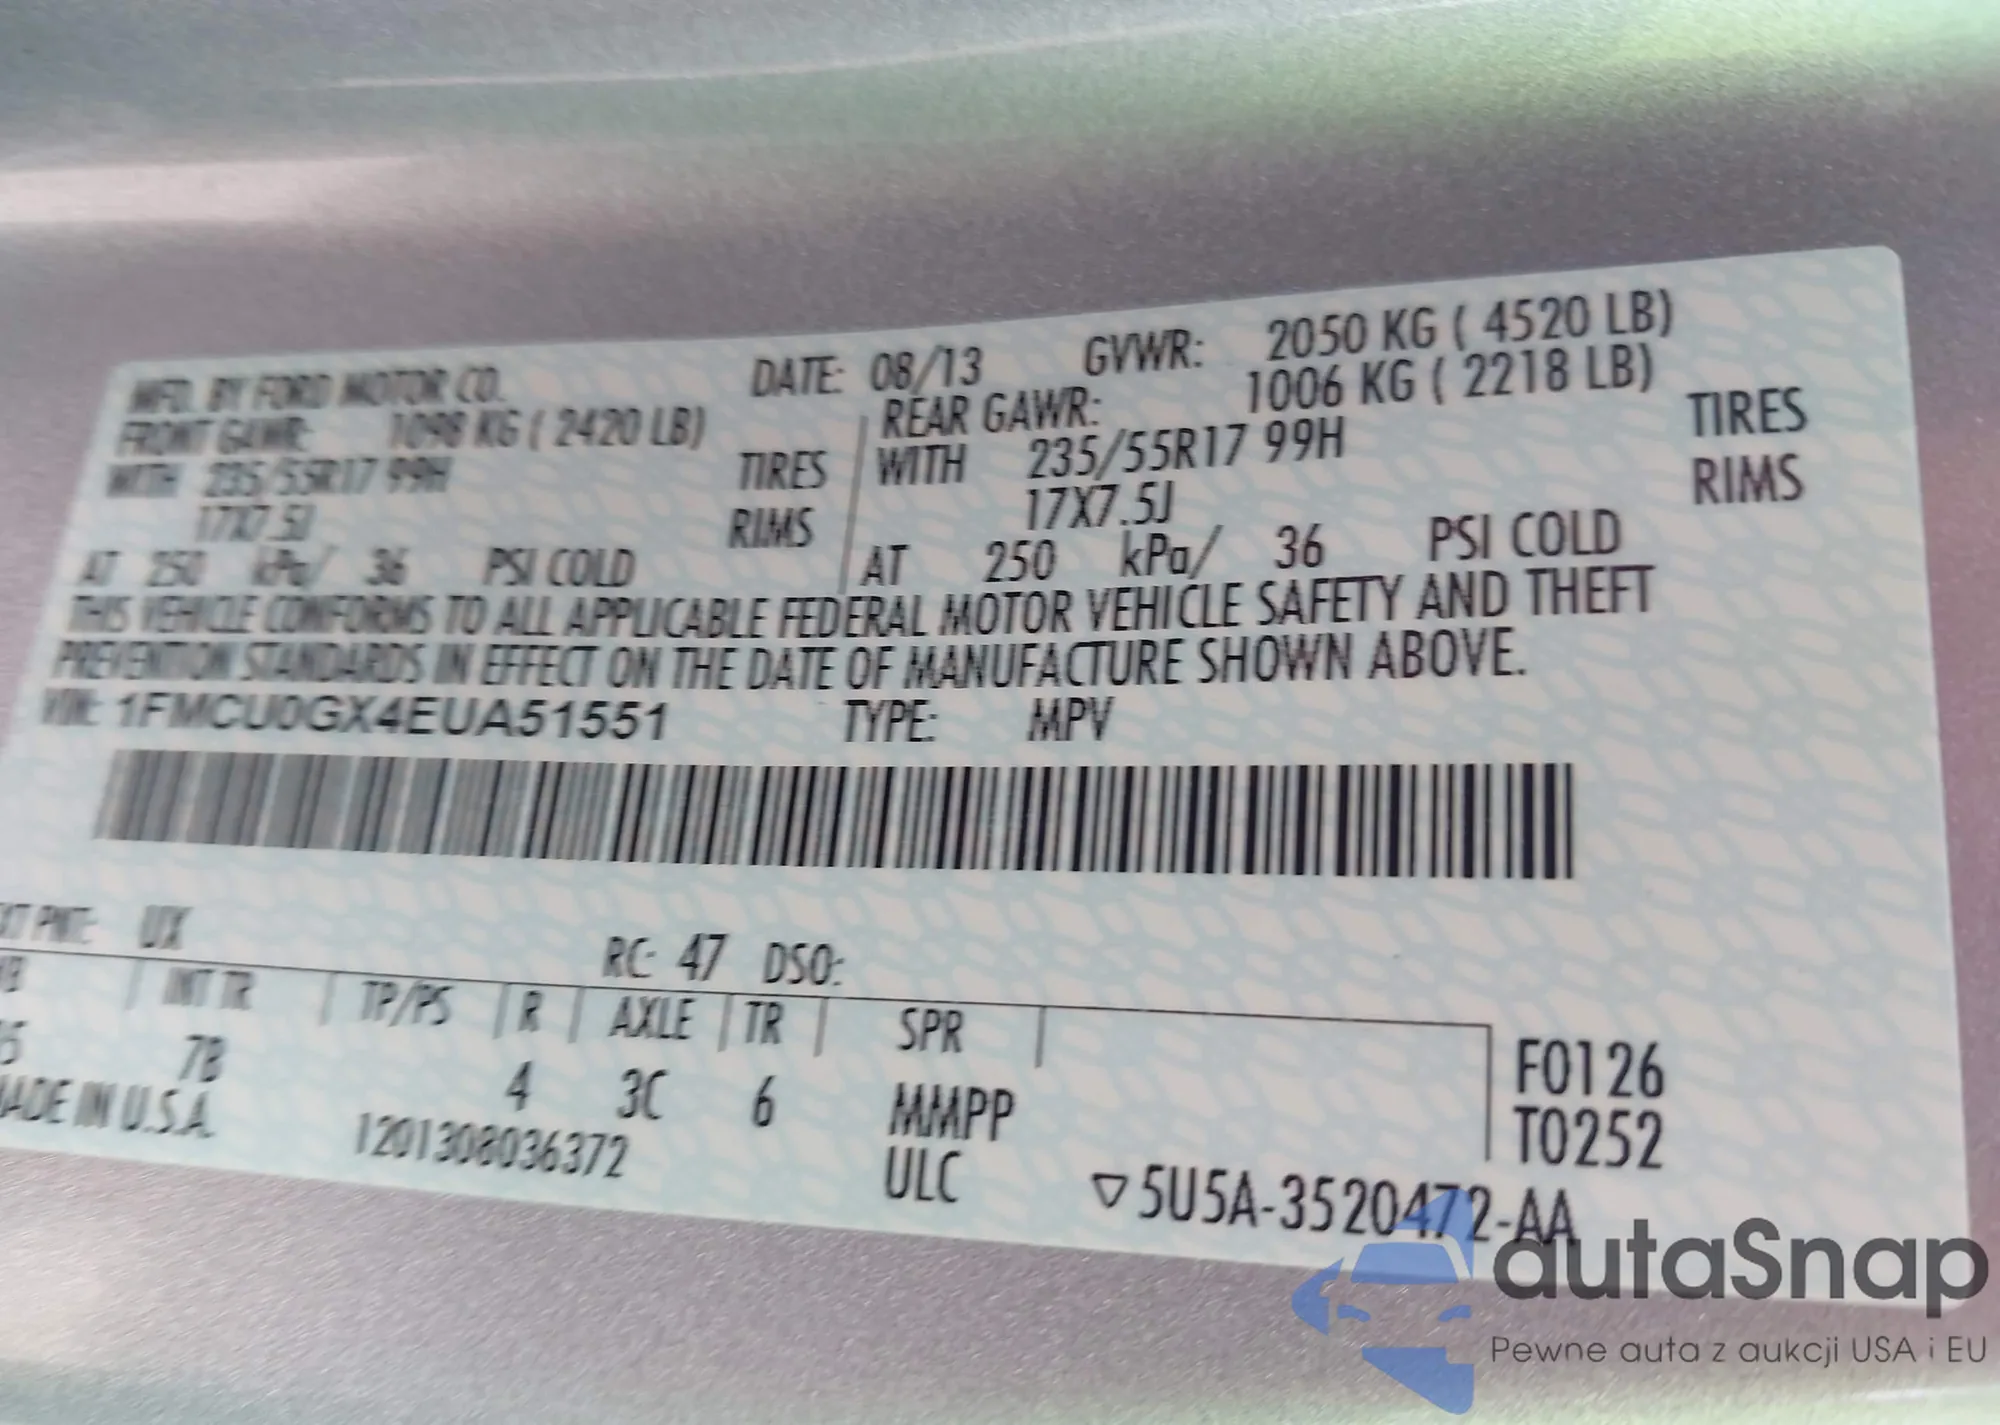 MFD. BY FORD MOTOR CO. DATE: 08/13 GVWR: 2050 KG ( 4520 LB)
FRONT GAWR: 1098 KG ( 2420 LB) REAR GAWR: 1006 KG ( 2218 LB)
WITH 235/55R17 99H TIRES WITH 235/55R17 99H TIRES
17X7.5J RIMS 17X7.5J RIMS
AT 250 kPa/ 36 PSI COLD AT 250 kPa/ 36 PSI COLD
THIS VEHICLE CONFORMS TO ALL APPLICABLE FEDERAL MOTOR VEHICLE SAFETY AND THEFT
PREVENTION STANDARDS IN EFFECT ON THE DATE OF MANUFACTURE SHOWN ABOVE.
VIN: 1FMCU0GX4EUA51551 TYPE: MPV
PNT: UX RC: 47 DSO:
INT TR TP/PS R AXLE TR SPR
7B 4 3C 6 MMPP F0126
MADE IN U.S.A. 1201308036372 ULC T0252
▽5U5A-3520472-AA
autaSnap
Pewne auta z aukcji USA i EU